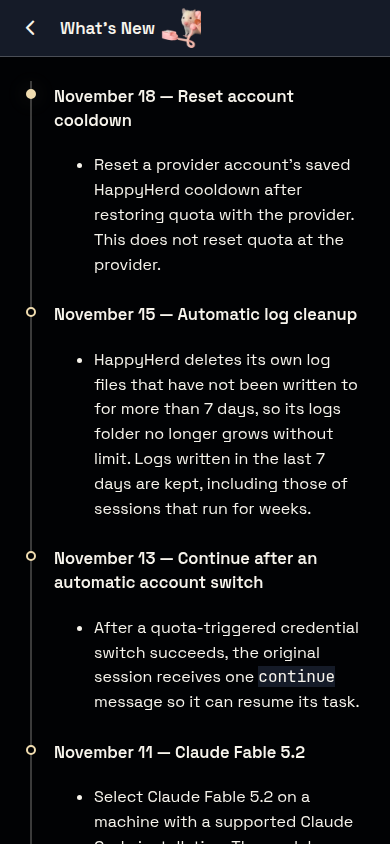 What's New
November 18 — Reset account
cooldown
• Reset a provider account's saved
HappyHerd cooldown after
restoring quota with the provider.
This does not reset quota at the
provider.
November 15 — Automatic log cleanup
• HappyHerd deletes its own log
files that have not been written to
for more than 7 days, so its logs
folder no longer grows without
limit. Logs written in the last 7
days are kept, including those of
sessions that run for weeks.
November 13 — Continue after an
automatic account switch
• After a quota-triggered credential
switch succeeds, the original
session receives one continue
message so it can resume its task.
November 11 — Claude Fable 5.2
• Select Claude Fable 5.2 on a
machine with a supported Claude